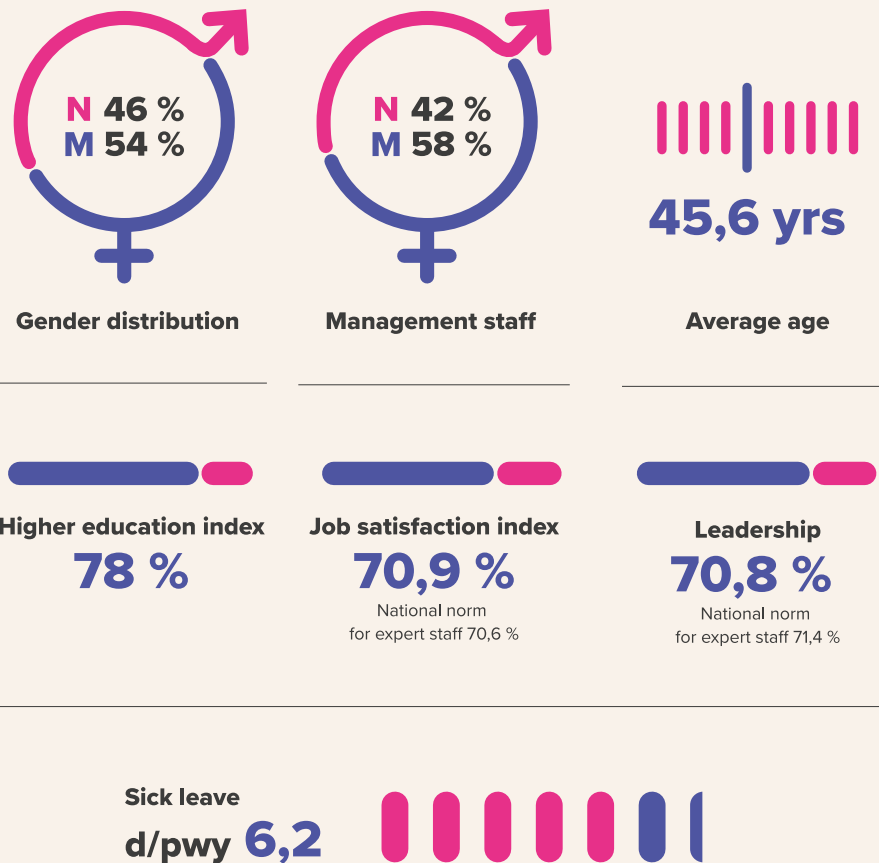 N 46 %
M 54 %
Gender distribution
N 42 %
M 58 %
Management staff
45,6 yrs
Average age
Higher education index
78 %
Job satisfaction index
70,9 %
National norm
for expert staff 70,6 %
Leadership
70,8 %
National norm
for expert staff 71,4 %
Sick leave
d/pwy 6,2